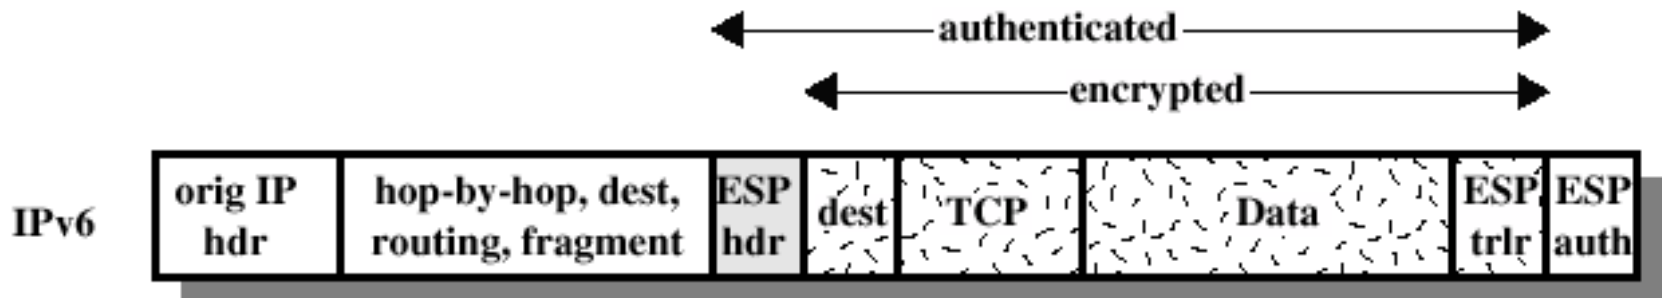 authenticated
encrypted
IPv6
orig IP
hdr
hop-by-hop, dest,
routing, fragment
ESP
hdr
dest
TCP
Data
ESP
trlr
ESP
auth